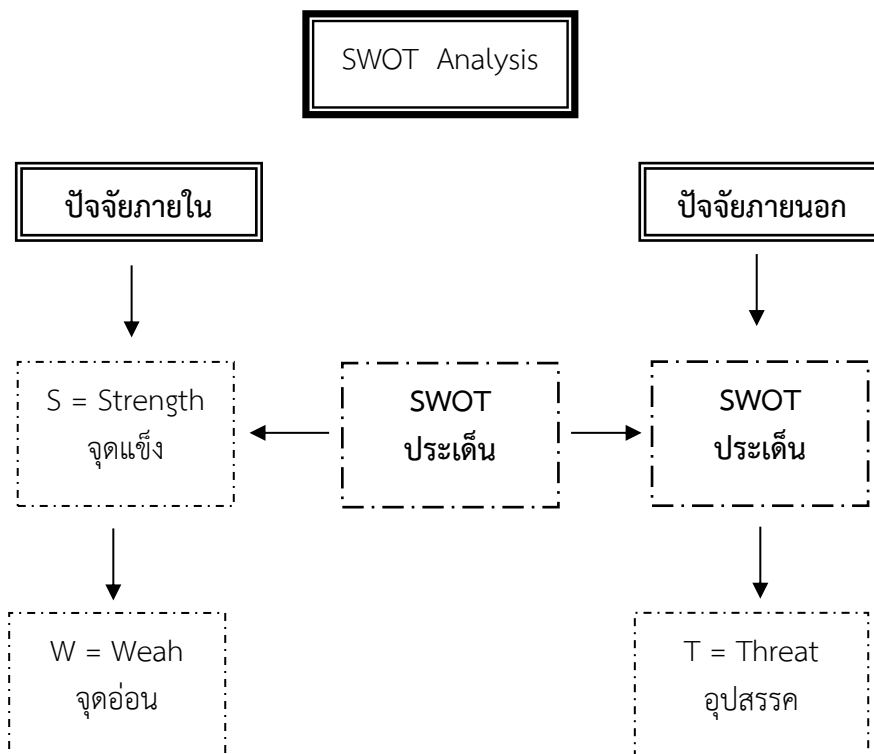 SWOT Analysis
ปัจจัยภายใน
ปัจจัยภายนอก
S = Strength
จุดแข็ง
SWOT
ประเด็น
SWOT
ประเด็น
W = Weah
จุดอ่อน
T = Threat
อุปสรรค